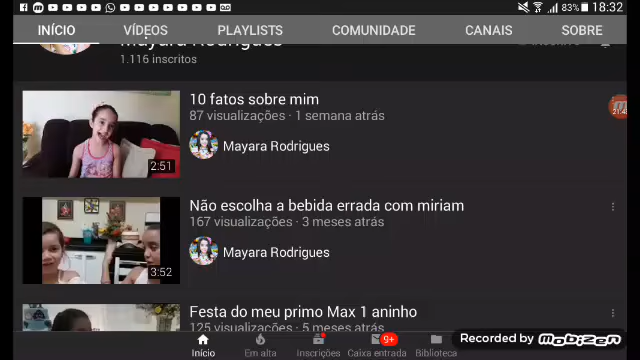 83% 18:32
INÍCIO VÍDEOS PLAYLISTS COMUNIDADE CANAIS SOBRE
Mayara Rodrigues
1.116 inscritos
10 fatos sobre mim
87 visualizações · 1 semana atrás
Mayara Rodrigues
2:51
Não escolha a bebida errada com miriam
167 visualizações · 3 meses atrás
Mayara Rodrigues
3:52
Festa do meu primo Max 1 aninho
125 visualizações · 5 meses atrás
9+
Início Em alta Inscrições Caixa entrada Biblioteca
Recorded by Mobizen